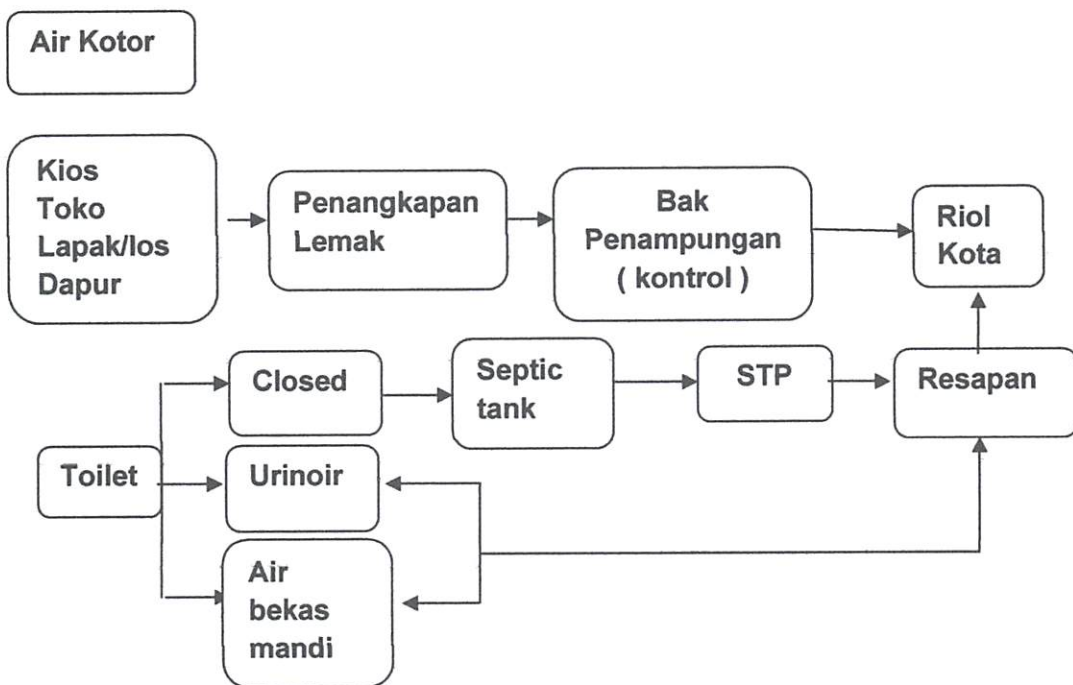 Air Kotor
Kios
Toko
Lapak/los
Dapur
Penangkapan
Lemak
Bak
Penampungan
( kontrol )
Riol
Kota
Closed
Septic
tank
STP
Resapan
Toilet
Urinoir
Air
bekas
mandi